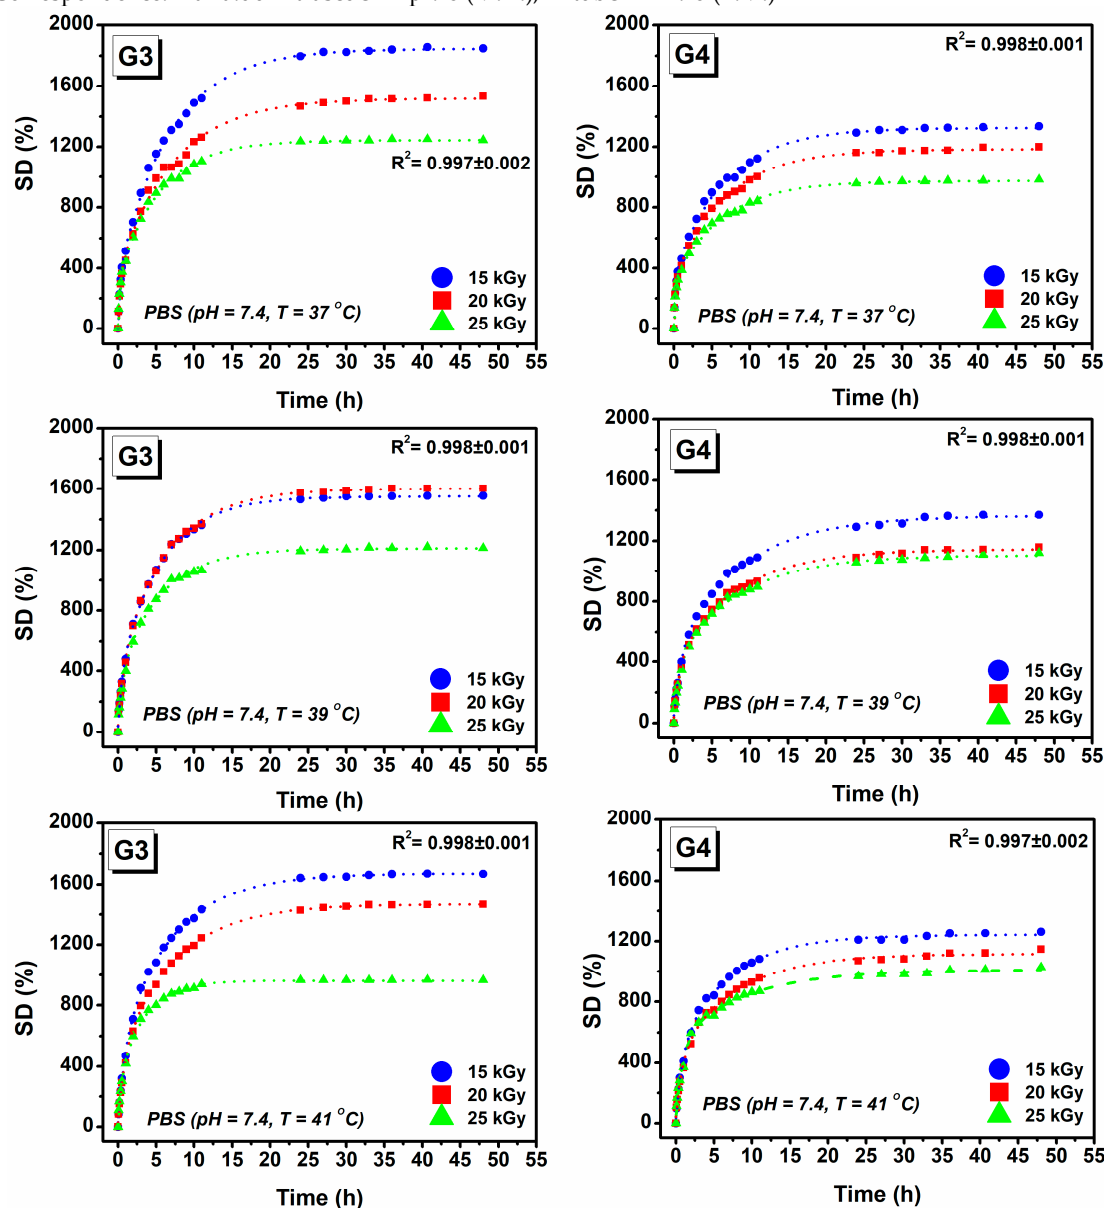 G3
R²= 0.997±0.002
SD (%)
2000
1600
1200
800
400
0
15 kGy
20 kGy
25 kGy
PBS (pH = 7.4, T = 37 °C)
0 5 10 15 20 25 30 35 40 45 50 55
Time (h)
G4
R²= 0.998±0.001
SD (%)
2000
1600
1200
800
400
0
15 kGy
20 kGy
25 kGy
PBS (pH = 7.4, T = 37 °C)
0 5 10 15 20 25 30 35 40 45 50 55
Time (h)
G3
R²= 0.998±0.001
SD (%)
2000
1600
1200
800
400
0
15 kGy
20 kGy
25 kGy
PBS (pH = 7.4, T = 39 °C)
0 5 10 15 20 25 30 35 40 45 50 55
Time (h)
G4
R²= 0.998±0.001
SD (%)
2000
1600
1200
800
400
0
15 kGy
20 kGy
25 kGy
PBS (pH = 7.4, T = 39 °C)
0 5 10 15 20 25 30 35 40 45 50 55
Time (h)
G3
R²= 0.998±0.001
SD (%)
2000
1600
1200
800
400
0
15 kGy
20 kGy
25 kGy
PBS (pH = 7.4, T = 41 °C)
0 5 10 15 20 25 30 35 40 45 50 55
Time (h)
G4
R²= 0.997±0.002
SD (%)
2000
1600
1200
800
400
0
15 kGy
20 kGy
25 kGy
PBS (pH = 7.4, T = 41 °C)
0 5 10 15 20 25 30 35 40 45 50 55
Time (h)